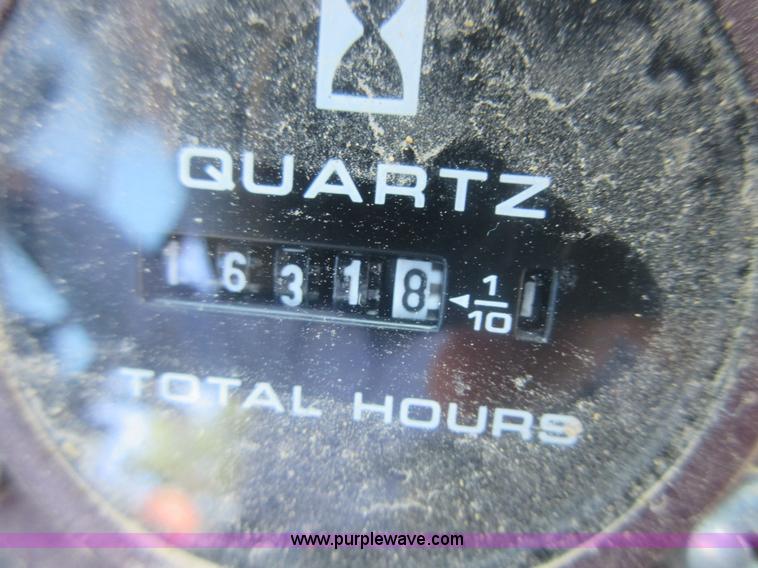 QUARTZ
16318 1/10
TOTAL HOURS
www.purplewave.com